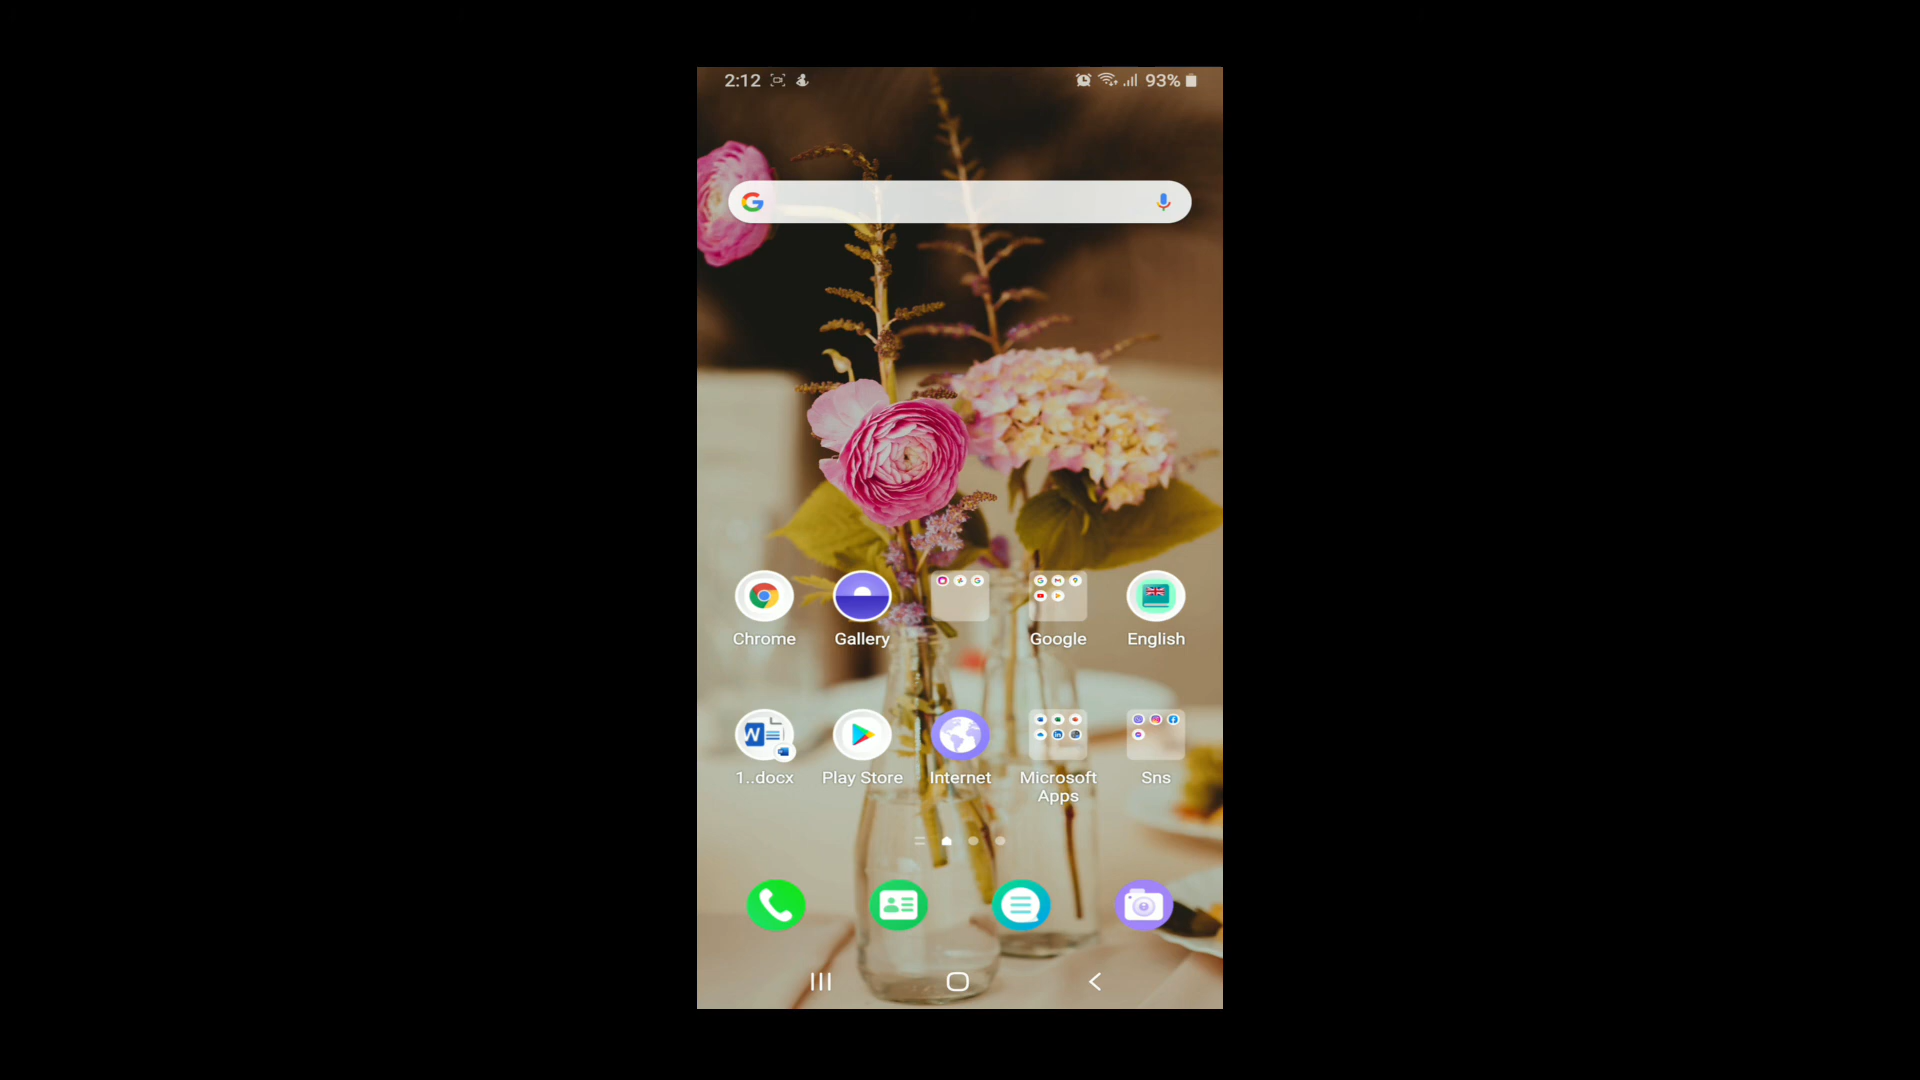 2:12 93%
Chrome Gallery Google English
1..docx Play Store Internet Microsoft Apps Sns